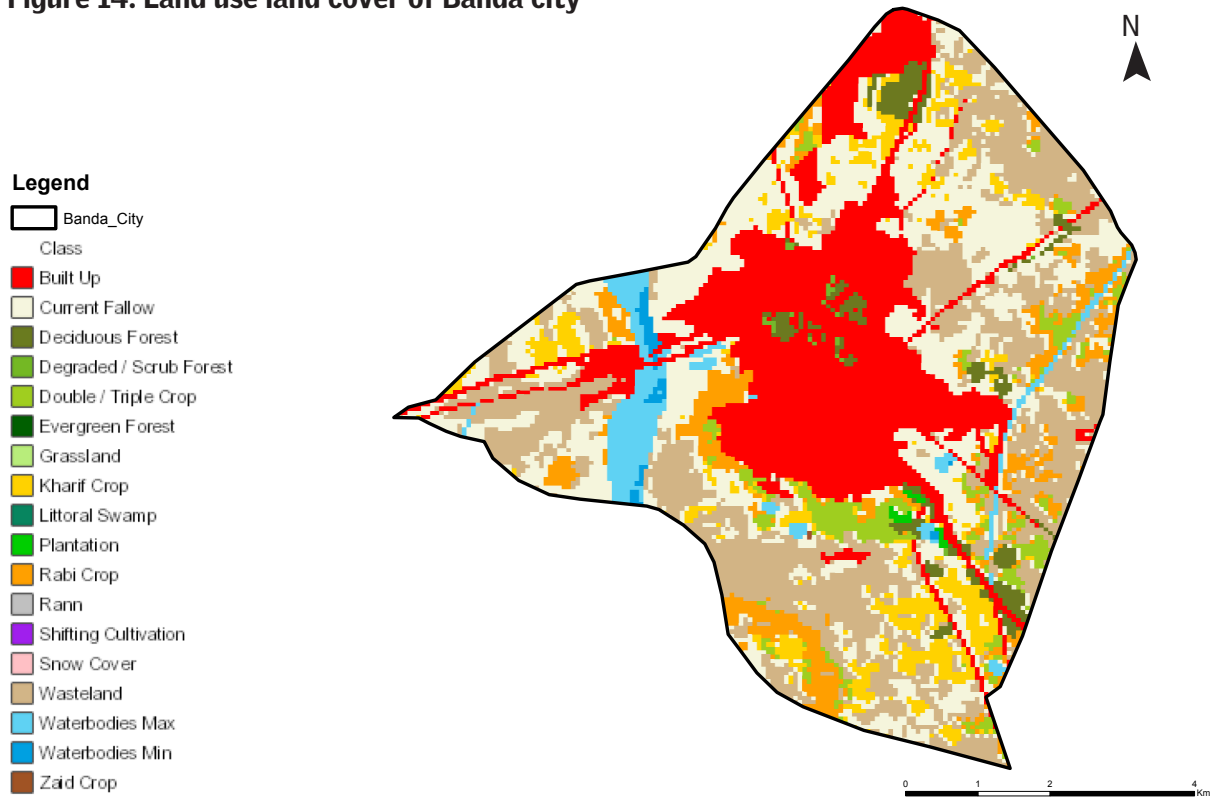 Figure 14: Land use land cover of Banda city
N
Legend
Banda_City
Class
Built Up
Current Fallow
Deciduous Forest
Degraded / Scrub Forest
Double / Triple Crop
Evergreen Forest
Grassland
Kharif Crop
Littoral Swamp
Plantation
Rabi Crop
Rann
Shifting Cultivation
Snow Cover
Wasteland
Waterbodies Max
Waterbodies Min
Zaid Crop
0 1 2 4
Km